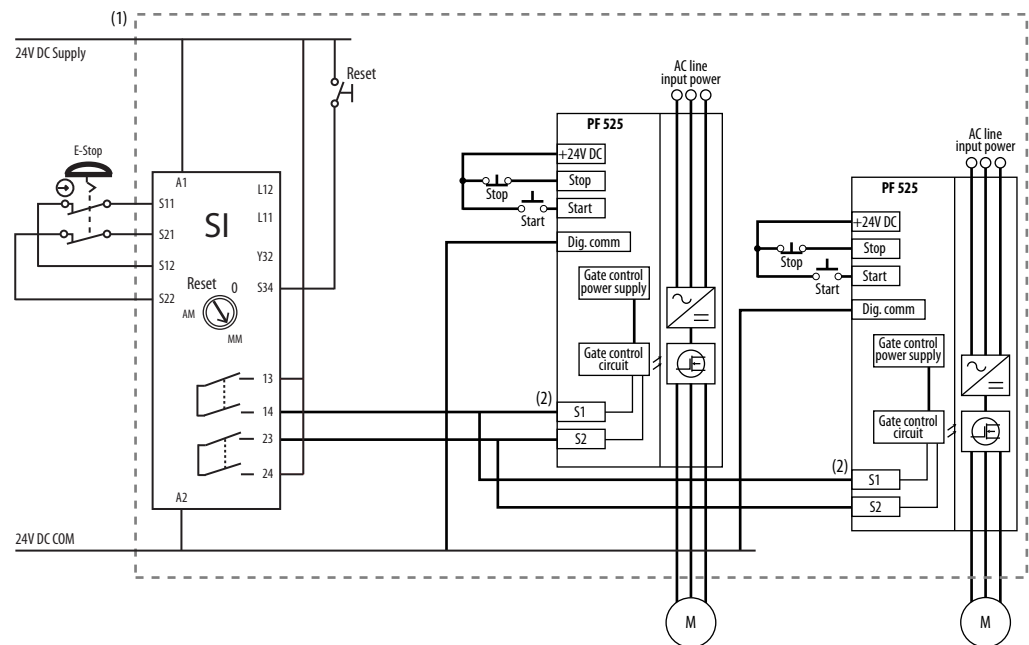 (1)
24V DC Supply
Reset
E-Stop
A1
S11
S21
S12
S22
SI
L12
L11
Y32
S34
Reset
0
AM
MM
13
14
23
24
A2
24V DC COM
AC line
input power
PF 525
+24V DC
Stop
Start
Stop
Start
Dig. comm
Gate control
power supply
Gate control
circuit
(2)
S1
S2
M
AC line
input power
PF 525
+24V DC
Stop
Start
Stop
Start
Dig. comm
Gate control
power supply
Gate control
circuit
(2)
S1
S2
M